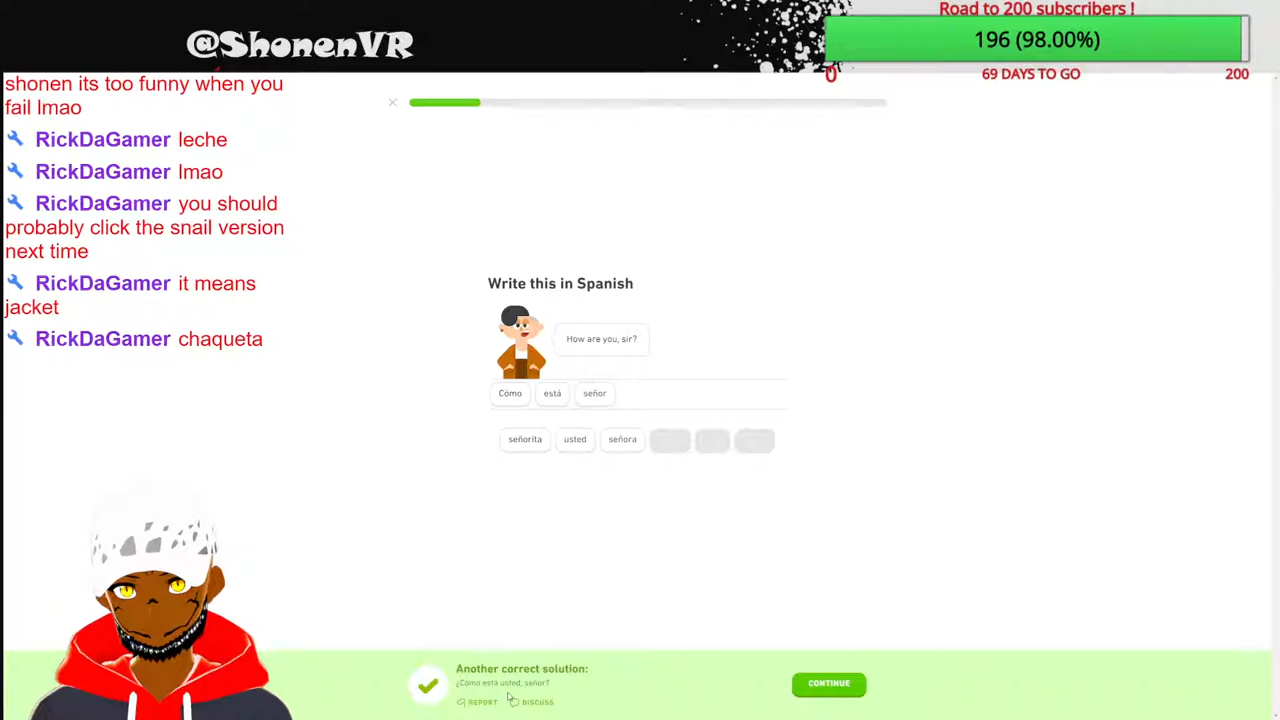 @ShonenVR
Road to 200 subscribers !
196 (98.00%)
0
69 DAYS TO GO
200
shonen its too funny when you
fail lmao
RickDaGamer leche
RickDaGamer lmao
RickDaGamer you should
probably click the snail version
next time
RickDaGamer it means
jacket
RickDaGamer chaqueta
Write this in Spanish
How are you, sir?
Cómo está señor
señorita usted señora
Another correct solution:
¿Cómo está usted, señor?
REPORT DISCUSS
CONTINUE